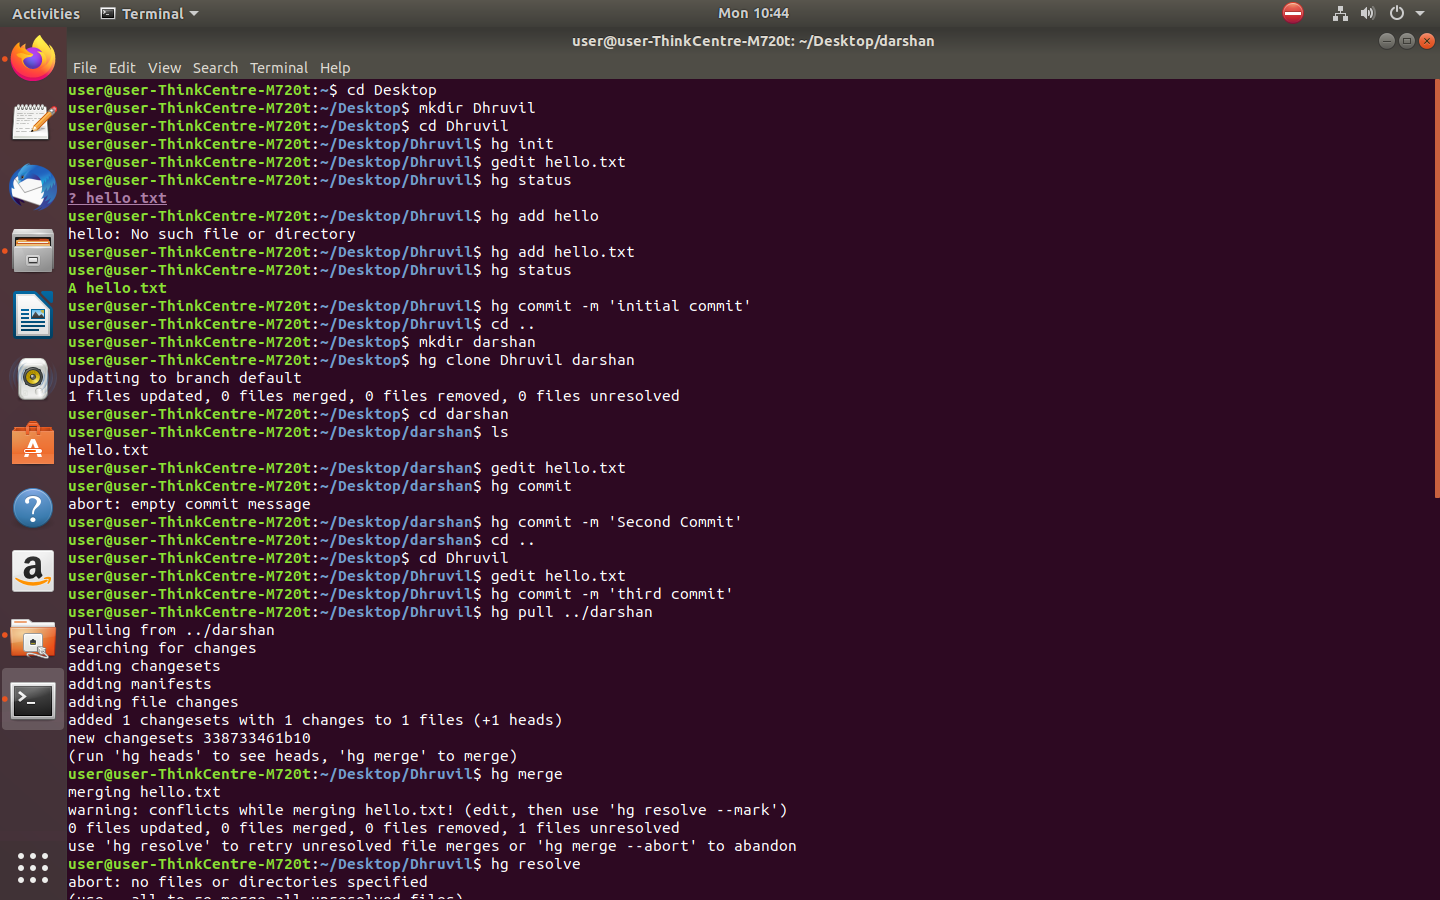 Activities
Terminal
Mon 10:44
user@user-ThinkCentre-M720t: ~/Desktop/darshan
File Edit View Search Terminal Help
user@user-ThinkCentre-M720t:~$ cd Desktop
user@user-ThinkCentre-M720t:~/Desktop$ mkdir Dhruvil
user@user-ThinkCentre-M720t:~/Desktop$ cd Dhruvil
user@user-ThinkCentre-M720t:~/Desktop/Dhruvil$ hg init
user@user-ThinkCentre-M720t:~/Desktop/Dhruvil$ gedit hello.txt
user@user-ThinkCentre-M720t:~/Desktop/Dhruvil$ hg status
? hello.txt
user@user-ThinkCentre-M720t:~/Desktop/Dhruvil$ hg add hello
hello: No such file or directory
user@user-ThinkCentre-M720t:~/Desktop/Dhruvil$ hg add hello.txt
user@user-ThinkCentre-M720t:~/Desktop/Dhruvil$ hg status
A hello.txt
user@user-ThinkCentre-M720t:~/Desktop/Dhruvil$ hg commit -m 'initial commit'
user@user-ThinkCentre-M720t:~/Desktop/Dhruvil$ cd ..
user@user-ThinkCentre-M720t:~/Desktop$ mkdir darshan
user@user-ThinkCentre-M720t:~/Desktop$ hg clone Dhruvil darshan
updating to branch default
1 files updated, 0 files merged, 0 files removed, 0 files unresolved
user@user-ThinkCentre-M720t:~/Desktop$ cd darshan
user@user-ThinkCentre-M720t:~/Desktop/darshan$ ls
hello.txt
user@user-ThinkCentre-M720t:~/Desktop/darshan$ gedit hello.txt
user@user-ThinkCentre-M720t:~/Desktop/darshan$ hg commit
abort: empty commit message
user@user-ThinkCentre-M720t:~/Desktop/darshan$ hg commit -m 'Second Commit'
user@user-ThinkCentre-M720t:~/Desktop/darshan$ cd ..
user@user-ThinkCentre-M720t:~/Desktop$ cd Dhruvil
user@user-ThinkCentre-M720t:~/Desktop/Dhruvil$ gedit hello.txt
user@user-ThinkCentre-M720t:~/Desktop/Dhruvil$ hg commit -m 'third commit'
user@user-ThinkCentre-M720t:~/Desktop/Dhruvil$ hg pull ../darshan
pulling from ../darshan
searching for changes
adding changesets
adding manifests
adding file changes
added 1 changesets with 1 changes to 1 files (+1 heads)
new changesets 338733461b10
(run 'hg heads' to see heads, 'hg merge' to merge)
user@user-ThinkCentre-M720t:~/Desktop/Dhruvil$ hg merge
merging hello.txt
warning: conflicts while merging hello.txt! (edit, then use 'hg resolve --mark')
0 files updated, 0 files merged, 0 files removed, 1 files unresolved
use 'hg resolve' to retry unresolved file merges or 'hg merge --abort' to abandon
user@user-ThinkCentre-M720t:~/Desktop/Dhruvil$ hg resolve
abort: no files or directories specified
(use --all to re-merge all unresolved files)